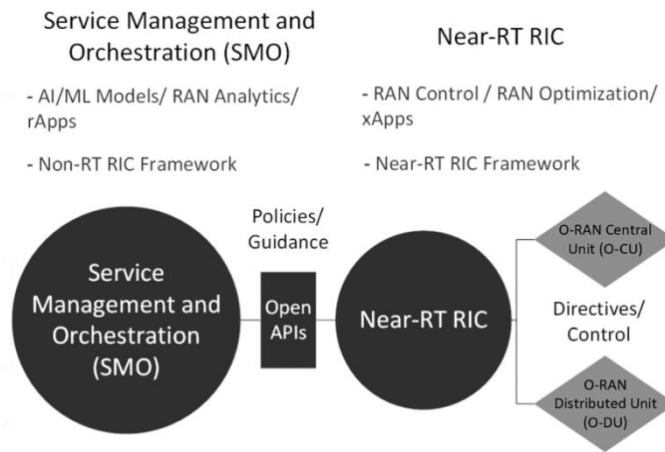 Service Management and
Orchestration (SMO)
- AI/ML Models/ RAN Analytics/
rApps
- Non-RT RIC Framework
Near-RT RIC
- RAN Control / RAN Optimization/
xApps
- Near-RT RIC Framework
Service
Management and
Orchestration
(SMO)
Policies/
Guidance
Open
APIs
Near-RT RIC
O-RAN Central
Unit (O-CU)
Directives/
Control
O-RAN
Distributed Unit
(O-DU)